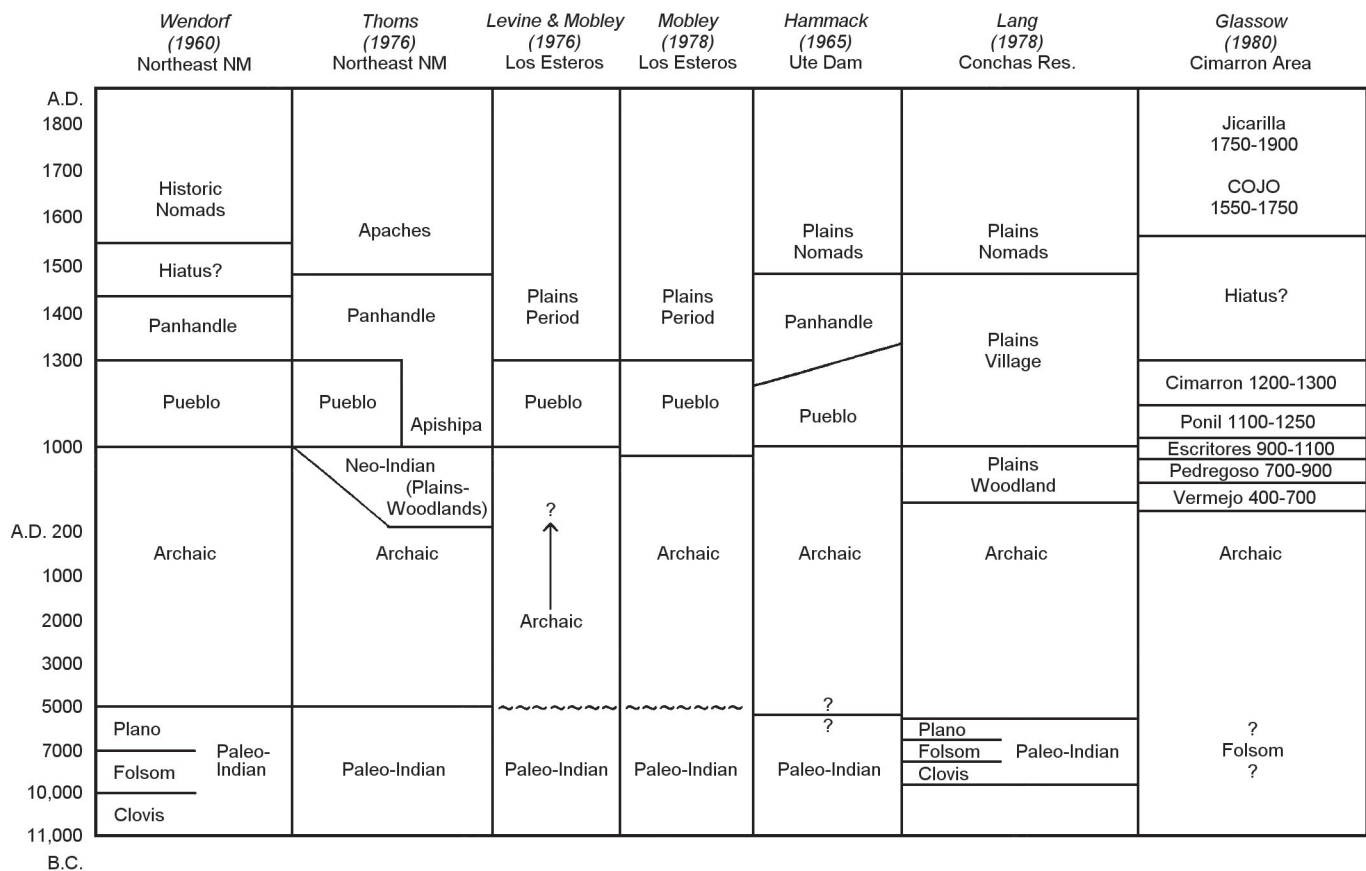 Wendorf
(1960)
Northeast NM
Thoms
(1976)
Northeast NM
Levine & Mobley
(1976)
Los Esteros
Mobley
(1978)
Los Esteros
Hammack
(1965)
Ute Dam
Lang
(1978)
Conchas Res.
Glassow
(1980)
Cimarron Area
A.D.
1800
1700
1600
1500
1400
1300
1000
A.D. 200
1000
2000
3000
5000
7000
10,000
11,000
B.C.
Historic
Nomads
Hiatus?
Panhandle
Pueblo
Archaic
Plano
Folsom
Clovis
Paleo-
Indian
Apaches
Panhandle
Pueblo
Apishipa
Neo-Indian
(Plains-
Woodlands)
Archaic
Paleo-Indian
Plains
Period
Pueblo
?
Archaic
Paleo-Indian
Plains
Period
Pueblo
Archaic
Paleo-Indian
Plains
Nomads
Panhandle
Pueblo
Archaic
?
?
Paleo-Indian
Plains
Nomads
Plains
Village
Plains
Woodland
Archaic
Plano
Folsom
Clovis
Paleo-Indian
Jicarilla
1750-1900
COJO
1550-1750
Hiatus?
Cimarron 1200-1300
Ponil 1100-1250
Escritores 900-1100
Pedregoso 700-900
Vermejo 400-700
Archaic
?
Folsom
?